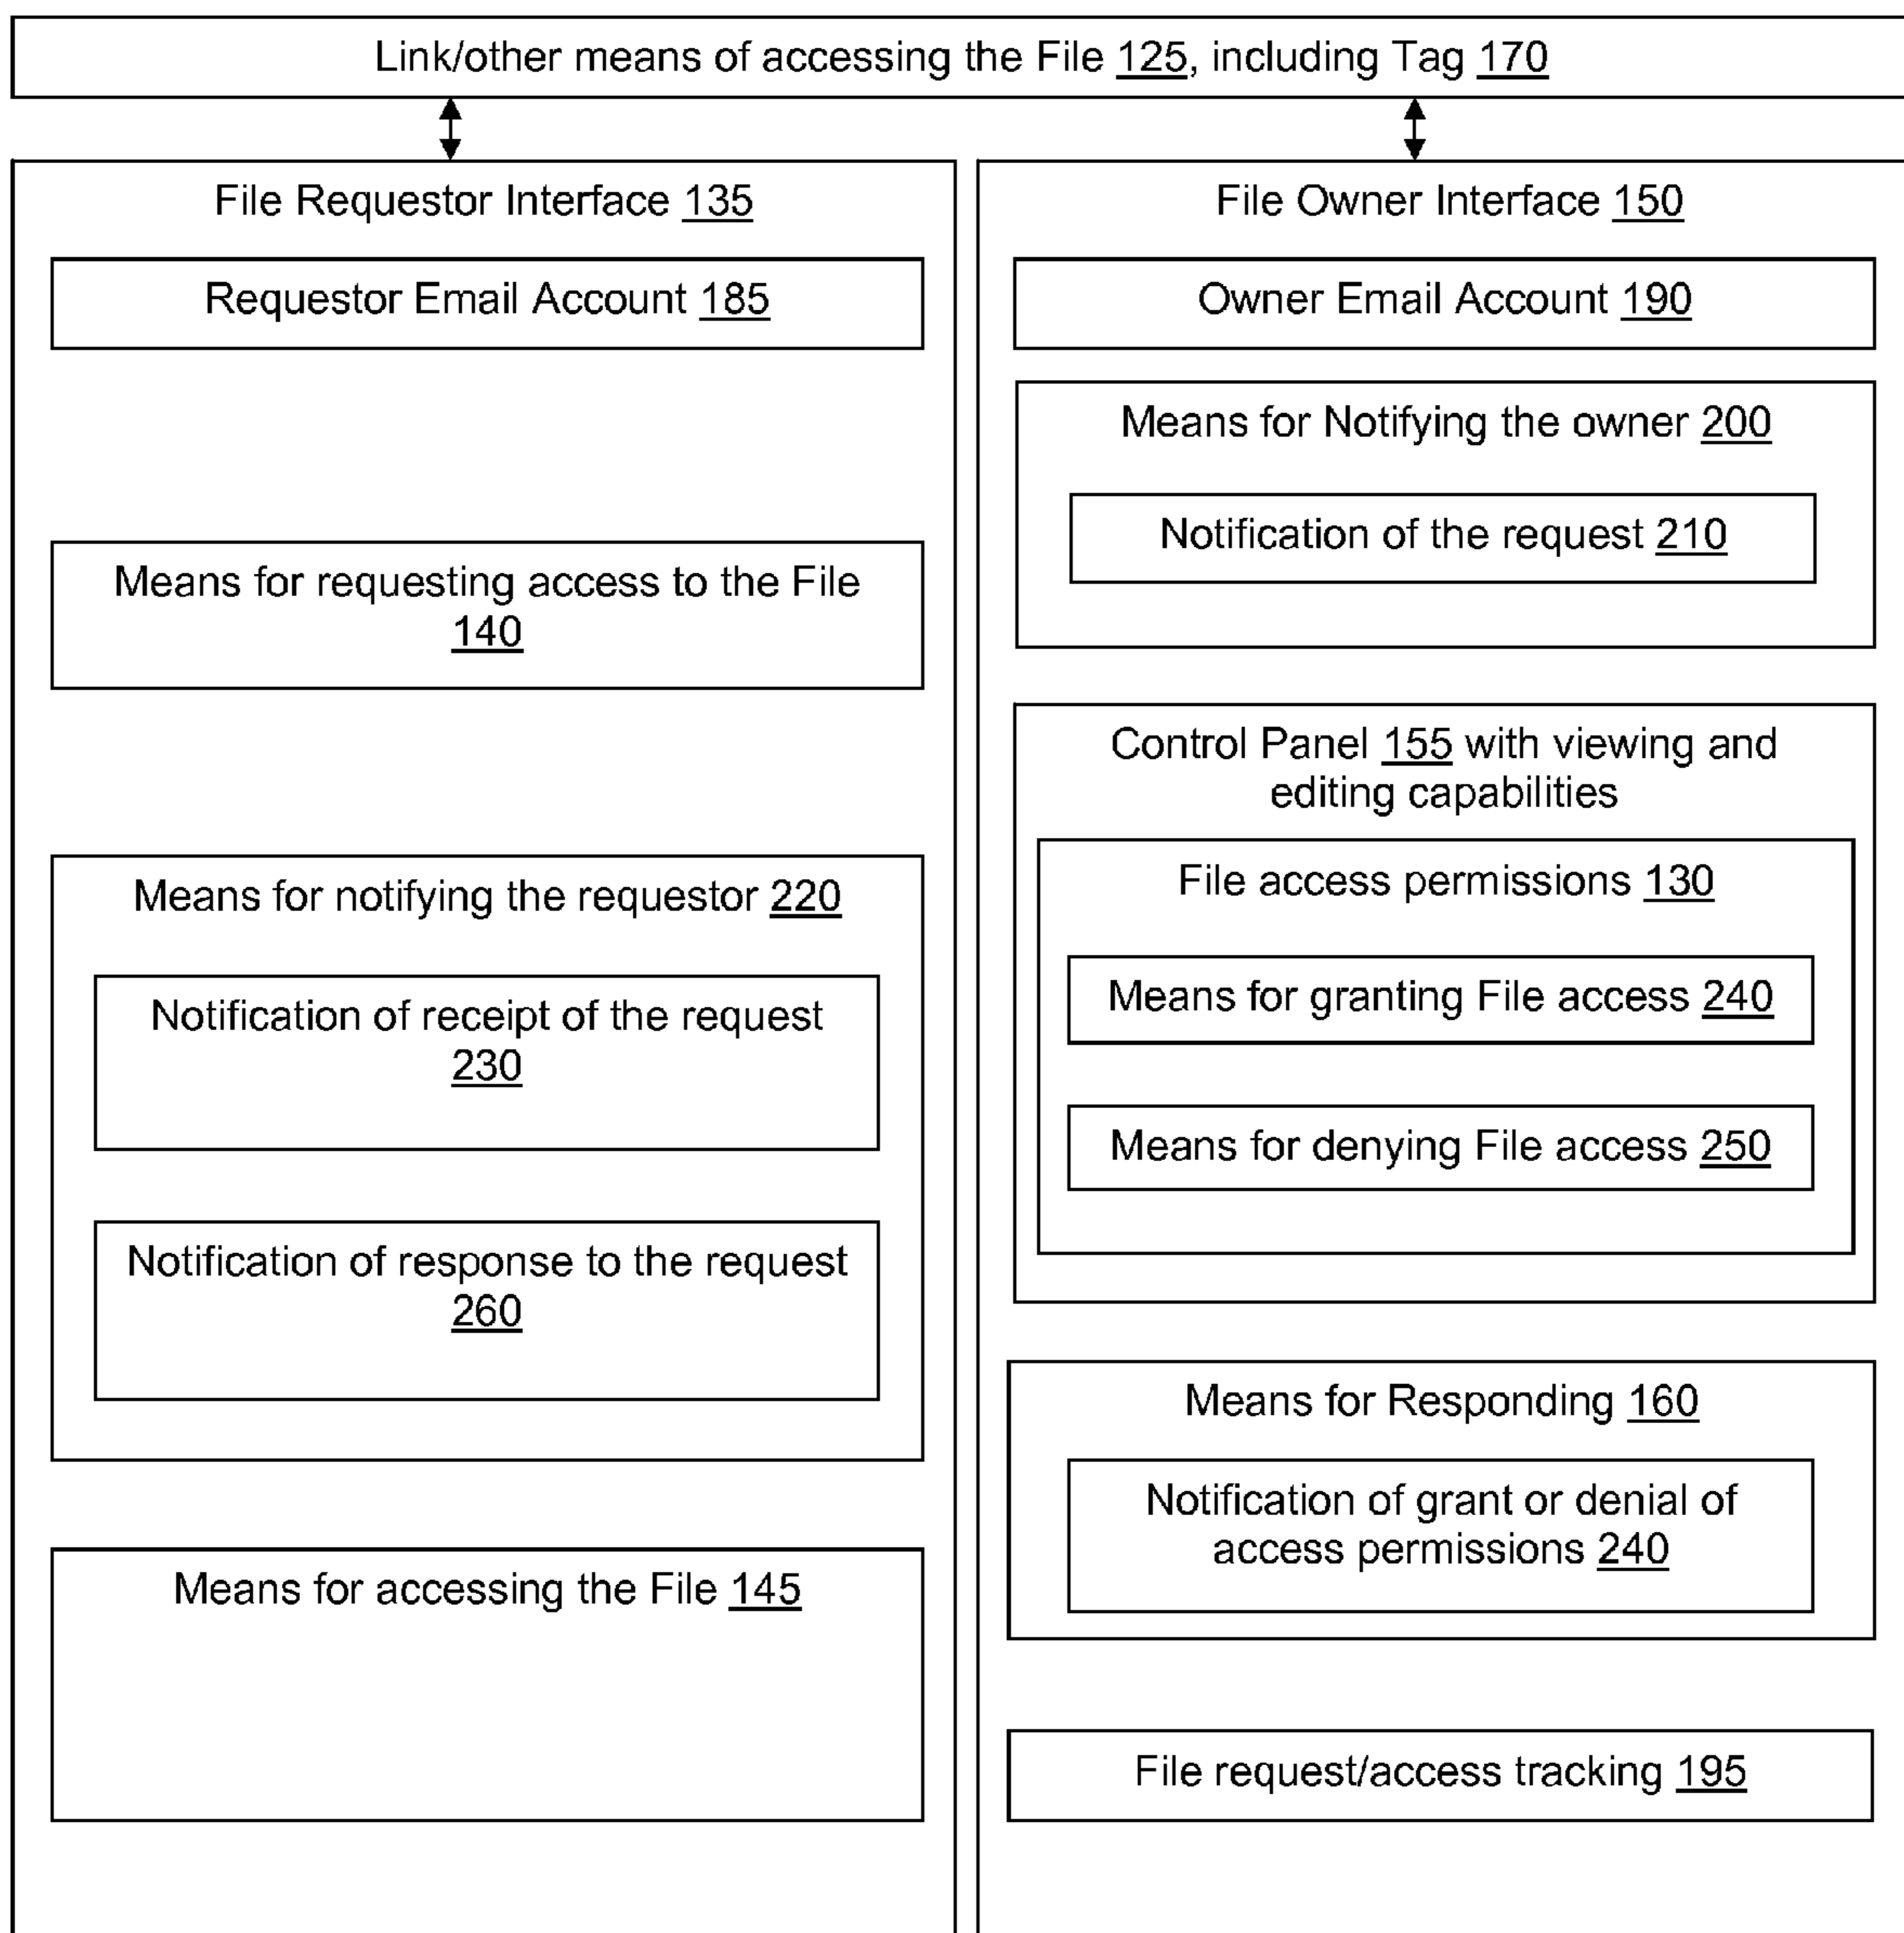 Link/other means of accessing the File 125, including Tag 170
File Requestor Interface 135
Requestor Email Account 185
Means for requesting access to the File
140
Means for notifying the requestor 220
Notification of receipt of the request
230
Notification of response to the request
260
Means for accessing the File 145
File Owner Interface 150
Owner Email Account 190
Means for Notifying the owner 200
Notification of the request 210
Control Panel 155 with viewing and
editing capabilities
File access permissions 130
Means for granting File access 240
Means for denying File access 250
Means for Responding 160
Notification of grant or denial of
access permissions 240
File request/access tracking 195